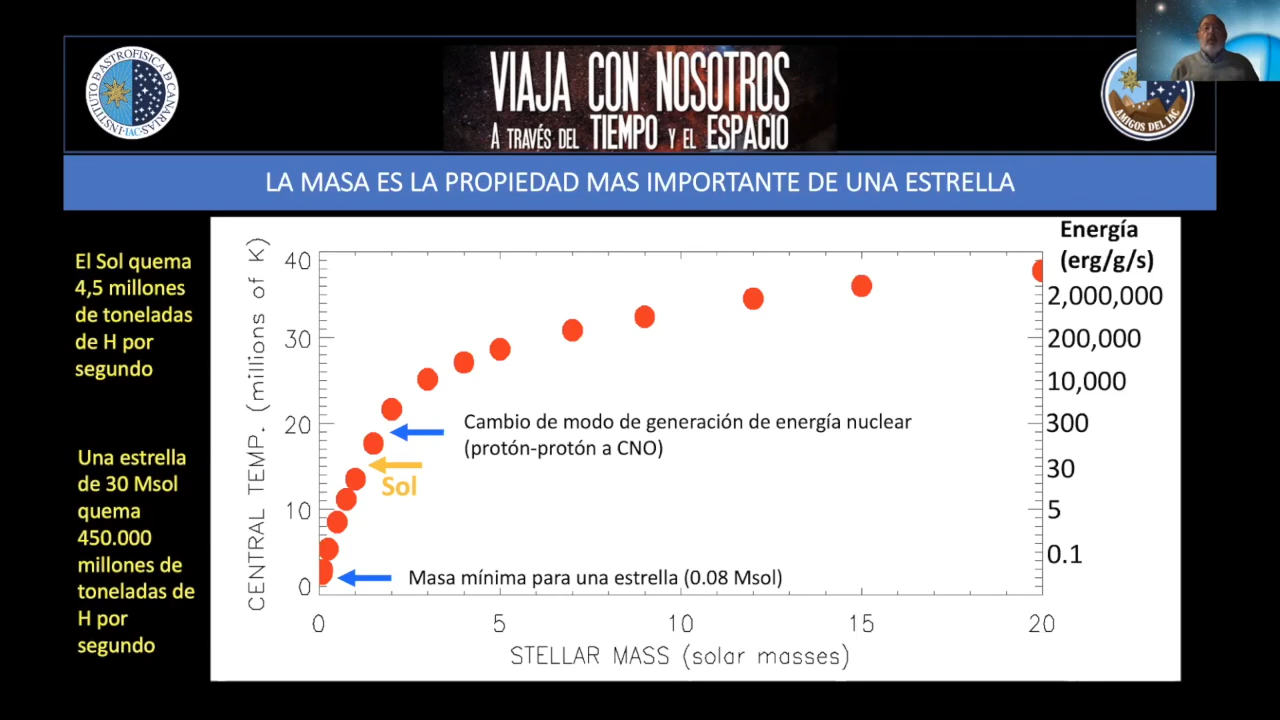 INSTITUTO D ASTROFISICA D CANARIAS
·IAC·
VIAJA CON NOSOTROS
A TRAVÉS DEL TIEMPO Y EL ESPACIO
AMIGOS DEL IAC
LA MASA ES LA PROPIEDAD MAS IMPORTANTE DE UNA ESTRELLA
El Sol quema
4,5 millones
de toneladas
de H por
segundo
Una estrella
de 30 Msol
quema
450.000
millones de
toneladas de
H por
segundo
CENTRAL TEMP. (millions of K)
40
30
20
10
0
Energía
(erg/g/s)
2,000,000
200,000
10,000
300
30
5
0.1
Cambio de modo de generación de energía nuclear
(protón-protón a CNO)
Sol
Masa mínima para una estrella (0.08 Msol)
0 5 10 15 20
STELLAR MASS (solar masses)